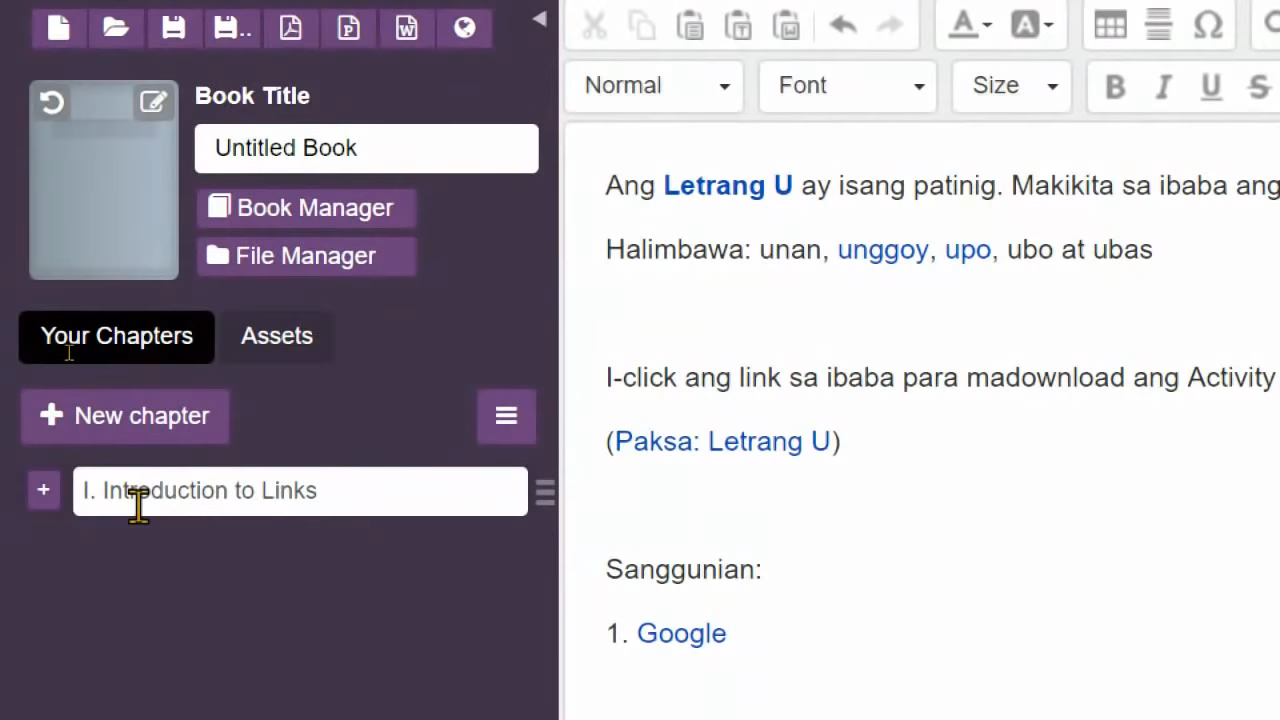 Book Title
Untitled Book
Book Manager
File Manager
Your Chapters
Assets
New chapter
I. Introduction to Links
Normal
Font
Size
B I U S
Ang Letrang U ay isang patinig. Makikita sa ibaba ang
Halimbawa: unan, unggoy, upo, ubo at ubas
I-click ang link sa ibaba para madownload ang Activity
(Paksa: Letrang U)
Sanggunian:
1. Google